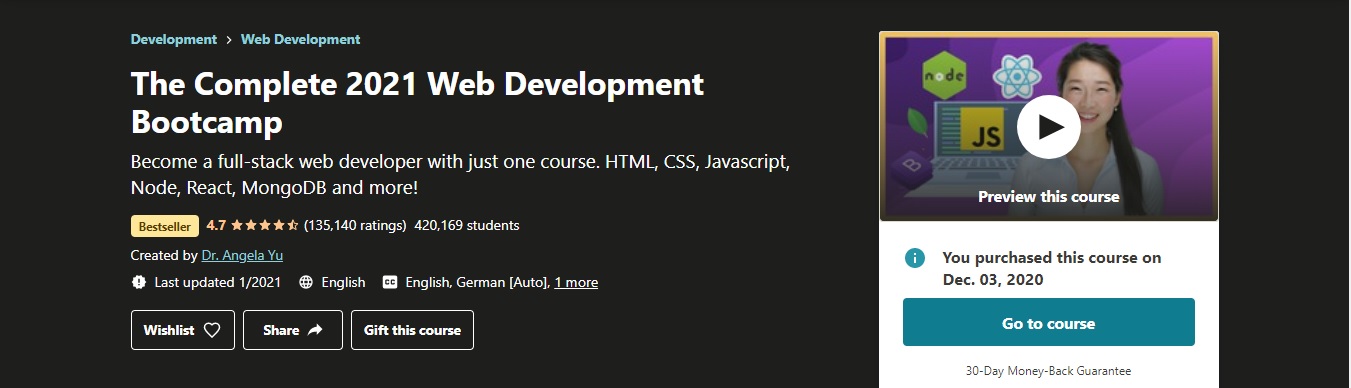 Development > Web Development
The Complete 2021 Web Development
Bootcamp
Become a full-stack web developer with just one course. HTML, CSS, Javascript,
Node, React, MongoDB and more!
Bestseller 4.7 (135,140 ratings) 420,169 students
Created by Dr. Angela Yu
Last updated 1/2021 English CC English, German [Auto], 1 more
Wishlist Share Gift this course
node
JS
B
Preview this course
You purchased this course on
Dec. 03, 2020
Go to course
30-Day Money-Back Guarantee